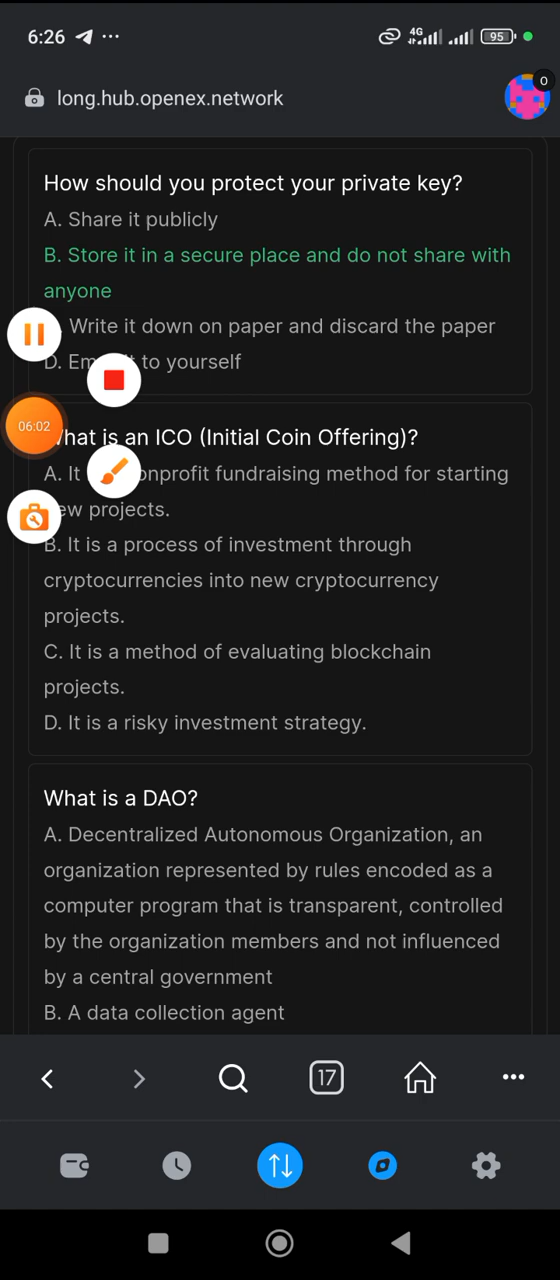 6:26
4G
95
long.hub.openex.network
0
How should you protect your private key?
A. Share it publicly
B. Store it in a secure place and do not share with
anyone
Write it down on paper and discard the paper
D. to yourself
06:02
What is an ICO (Initial Coin Offering)?
A. It fundraising method for starting
new projects.
B. It is a process of investment through
cryptocurrencies into new cryptocurrency
projects.
C. It is a method of evaluating blockchain
projects.
D. It is a risky investment strategy.
What is a DAO?
A. Decentralized Autonomous Organization, an
organization represented by rules encoded as a
computer program that is transparent, controlled
by the organization members and not influenced
by a central government
B. A data collection agent
17